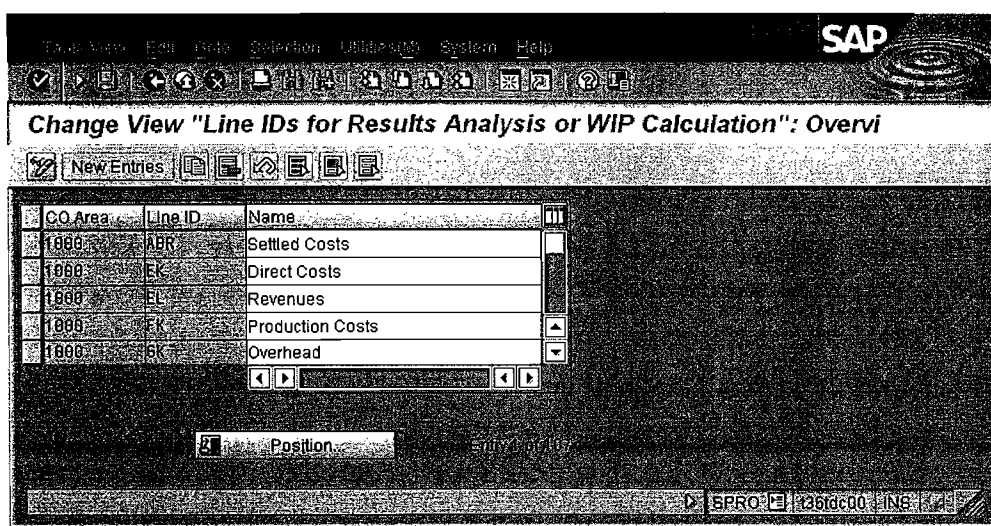 SAP
Table View Edit Goto Selection Utilities(M) System Help
Change View "Line IDs for Results Analysis or WIP Calculation": Overvi
New Entries
CO Area Line ID Name
1000 ABR Settled Costs
1000 EK Direct Costs
1000 EL Revenues
1000 FK Production Costs
1000 GK Overhead
Position...
SPRO INS